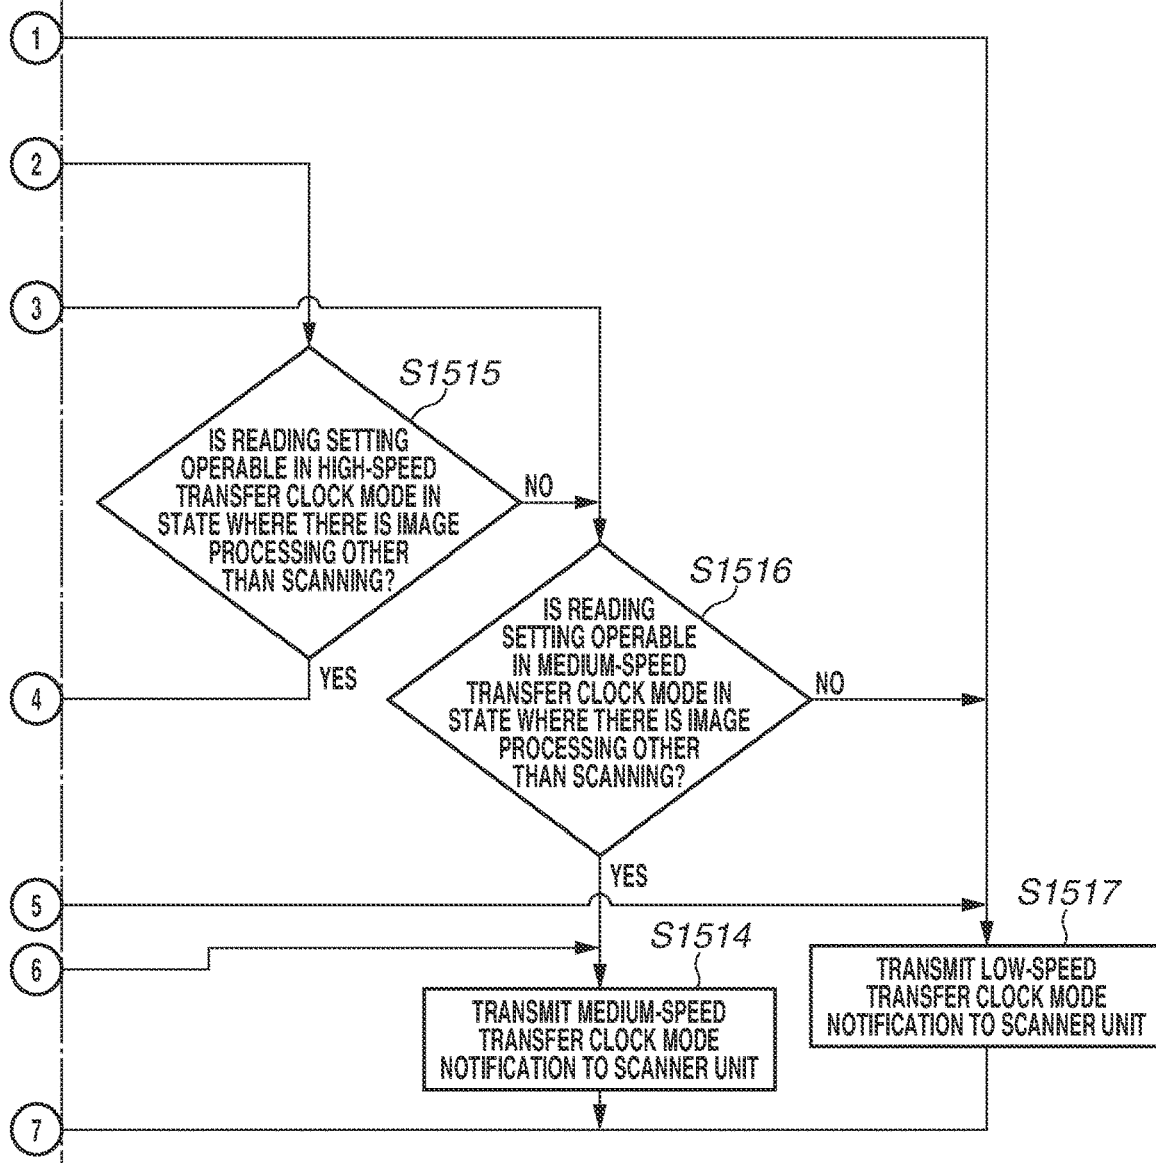 1
2
3
S1515
IS READING SETTING
OPERABLE IN HIGH-SPEED
TRANSFER CLOCK MODE IN
STATE WHERE THERE IS IMAGE
PROCESSING OTHER
THAN SCANNING?
NO
YES
S1516
IS READING
SETTING OPERABLE
IN MEDIUM-SPEED
TRANSFER CLOCK MODE IN
STATE WHERE THERE IS IMAGE
PROCESSING OTHER
THAN SCANNING?
NO
YES
4
5
6
S1514
TRANSMIT MEDIUM-SPEED
TRANSFER CLOCK MODE
NOTIFICATION TO SCANNER UNIT
S1517
TRANSMIT LOW-SPEED
TRANSFER CLOCK MODE
NOTIFICATION TO SCANNER UNIT
7